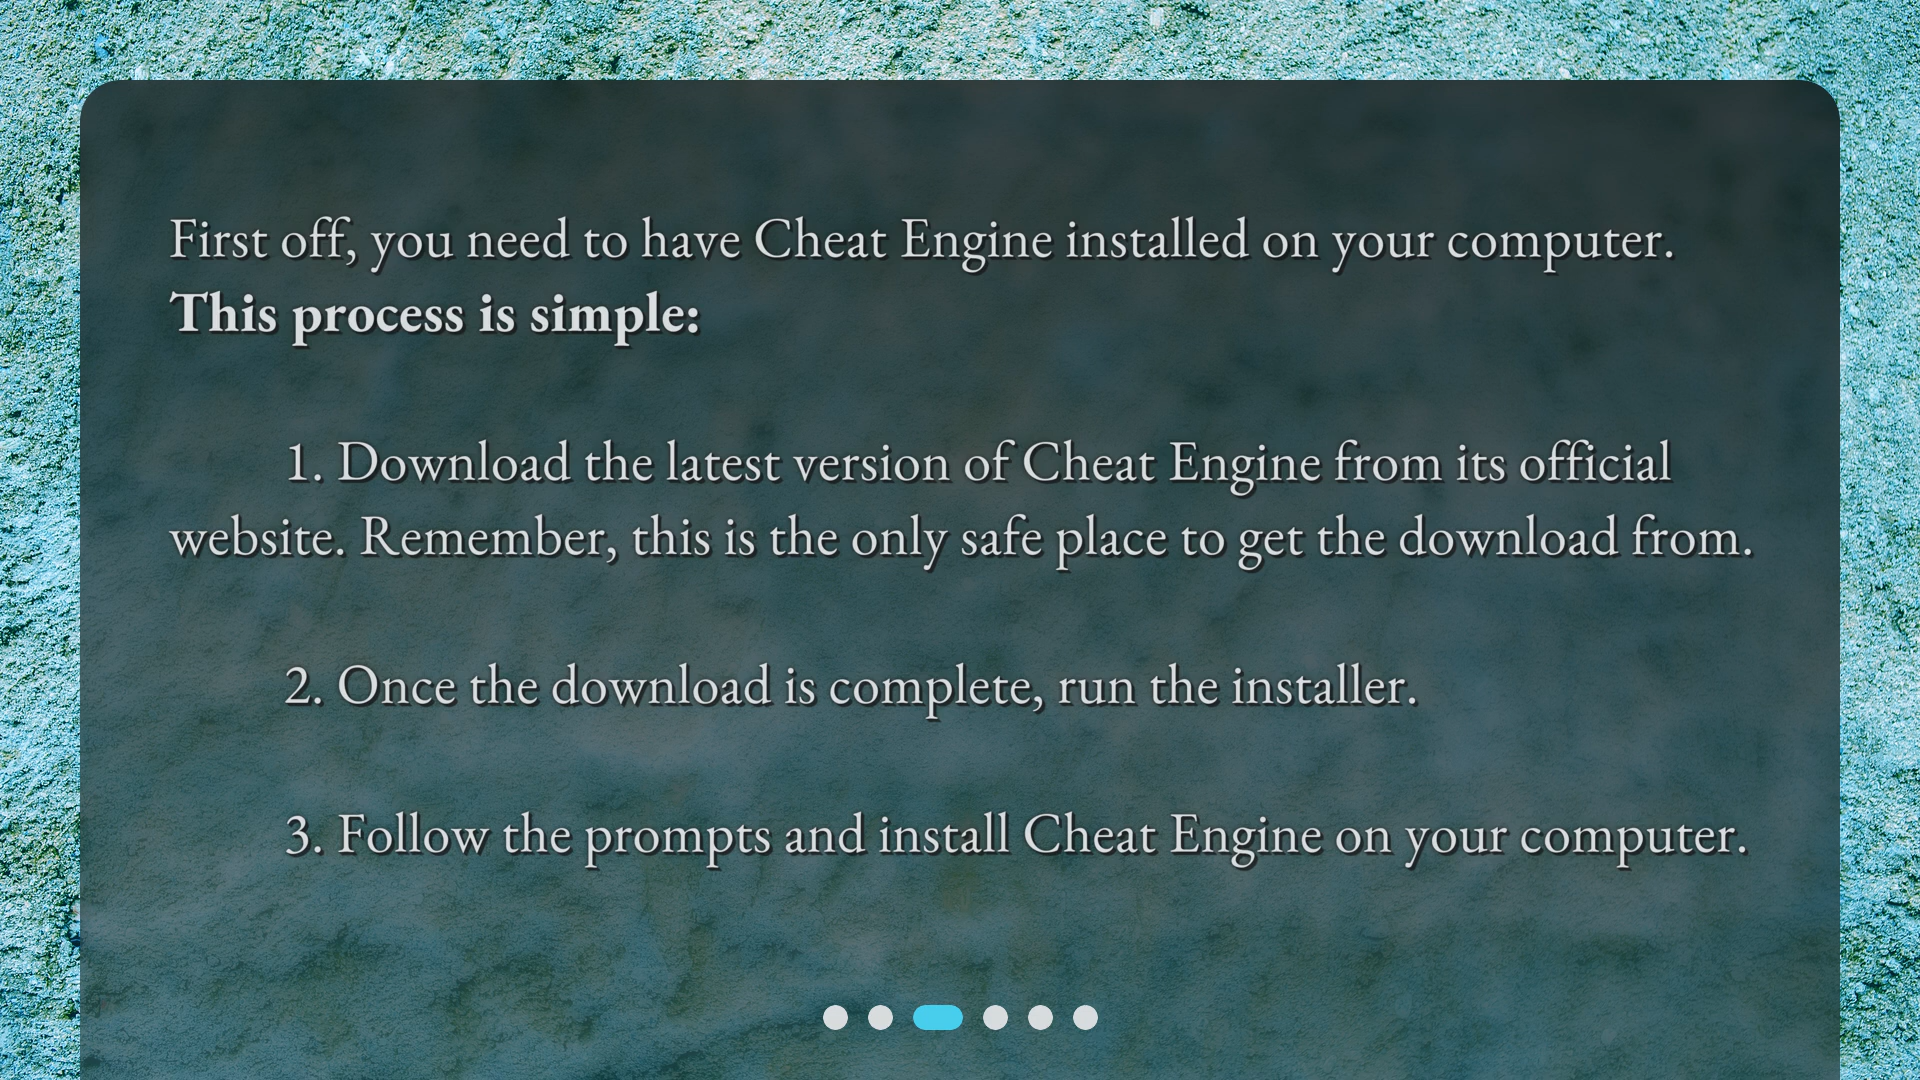 First off, you need to have Cheat Engine installed on your computer.
This process is simple:
1. Download the latest version of Cheat Engine from its official
website. Remember, this is the only safe place to get the download from.
2. Once the download is complete, run the installer.
3. Follow the prompts and install Cheat Engine on your computer.